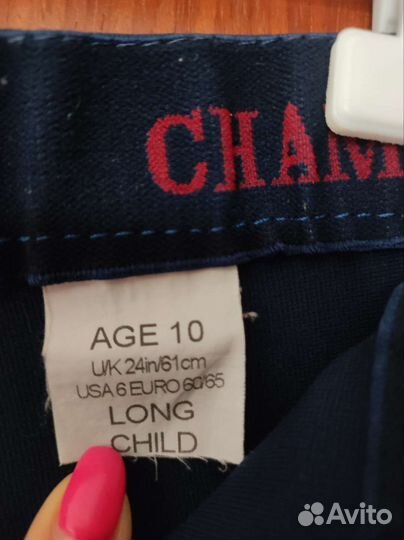 CHAM
AGE 10
U/K 24in/61cm
USA 6 EURO 60/65
LONG
CHILD
Avito